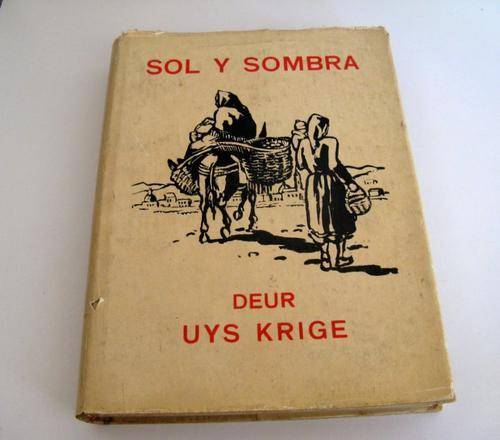 SOL Y SOMBRA
DEUR
UYS KRIGE